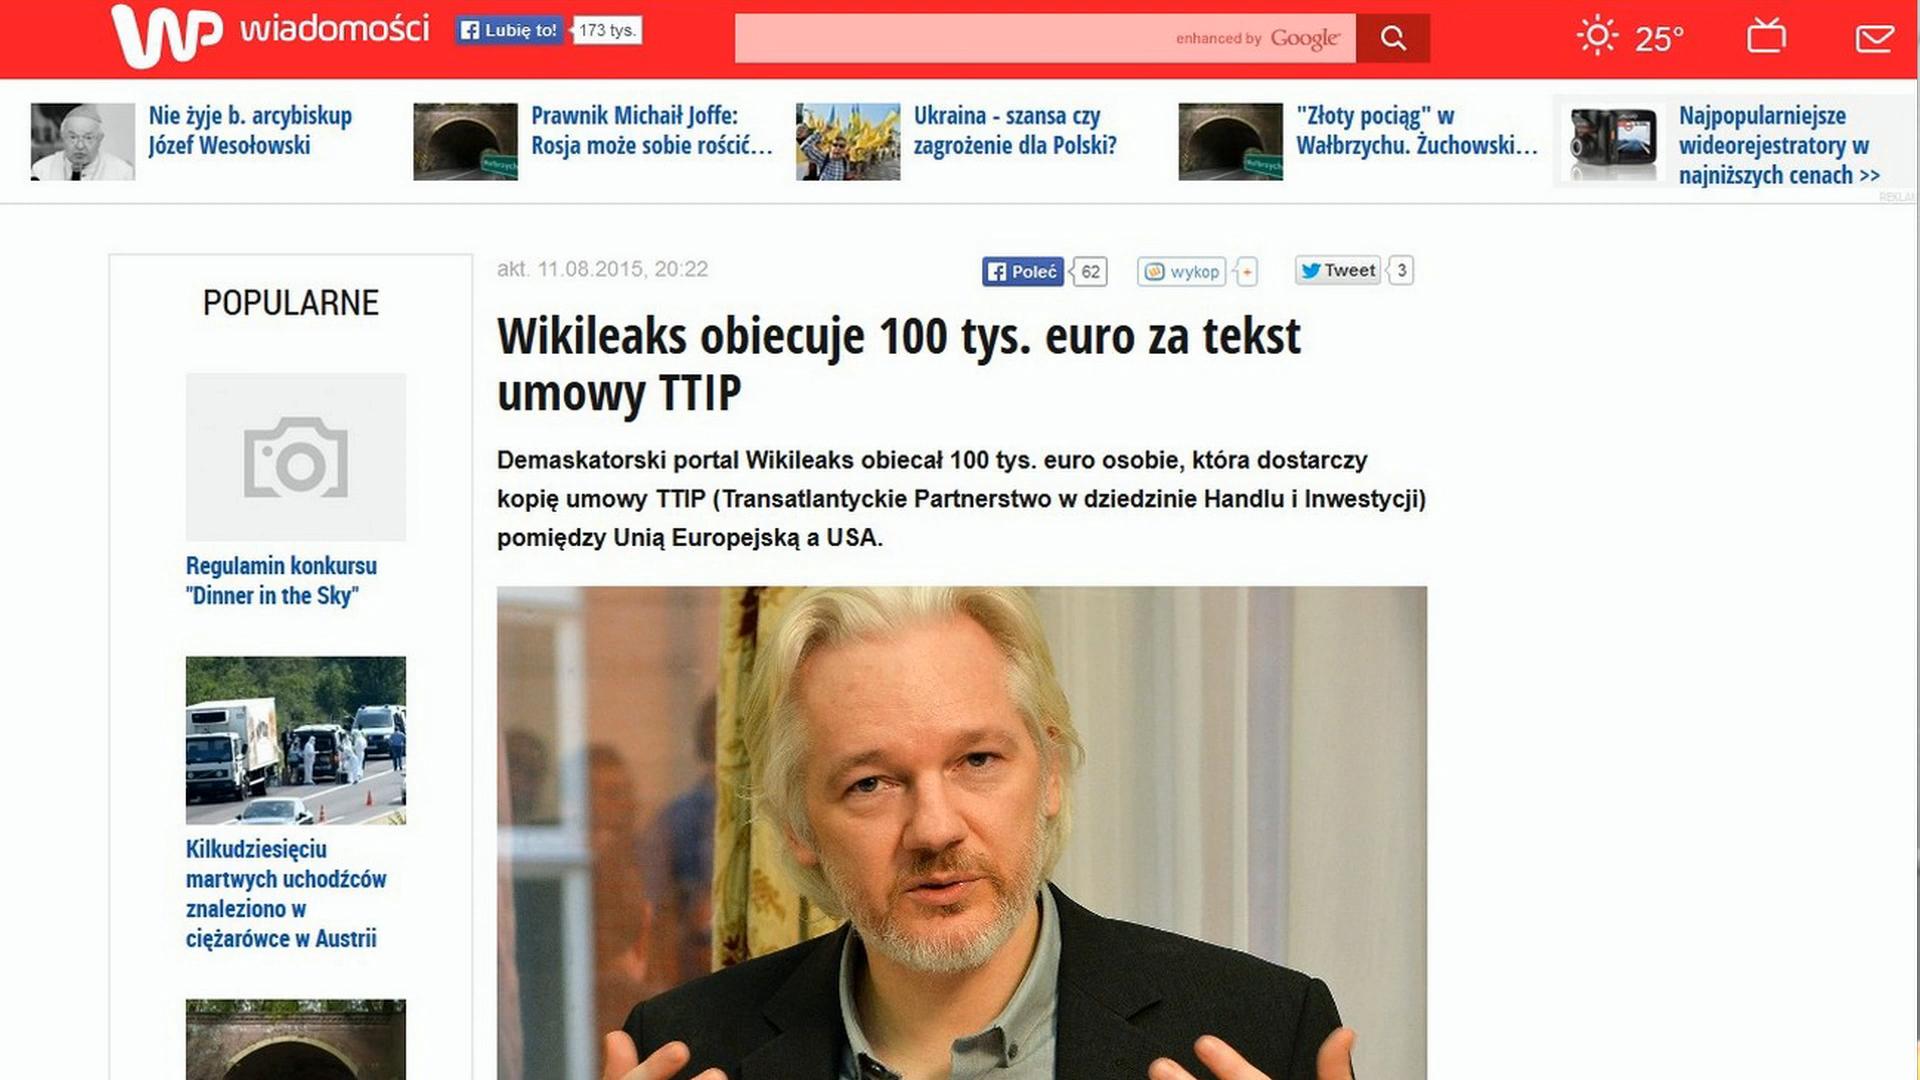 WP wiadomości
Lubię to! 173 tys.
enhanced by Google
25°
Nie żyje b. arcybiskup
Józef Wesołowski
Prawnik Michaił Joffe:
Rosja może sobie rościć…
Ukraina - szansa czy
zagrożenie dla Polski?
"Złoty pociąg" w
Wałbrzychu. Żuchowski…
Najpopularniejsze
wideorejestratory w
najniższych cenach >>
REKLA
POPULARNE
Regulamin konkursu
"Dinner in the Sky"
Kilkudziesięciu
martwych uchodźców
znaleziono w
ciężarówce w Austrii
akt. 11.08.2015, 20:22
Poleć 62
wykop +
Tweet 3
Wikileaks obiecuje 100 tys. euro za tekst
umowy TTIP
Demaskatorski portal Wikileaks obiecał 100 tys. euro osobie, która dostarczy
kopię umowy TTIP (Transatlantyckie Partnerstwo w dziedzinie Handlu i Inwestycji)
pomiędzy Unią Europejską a USA.